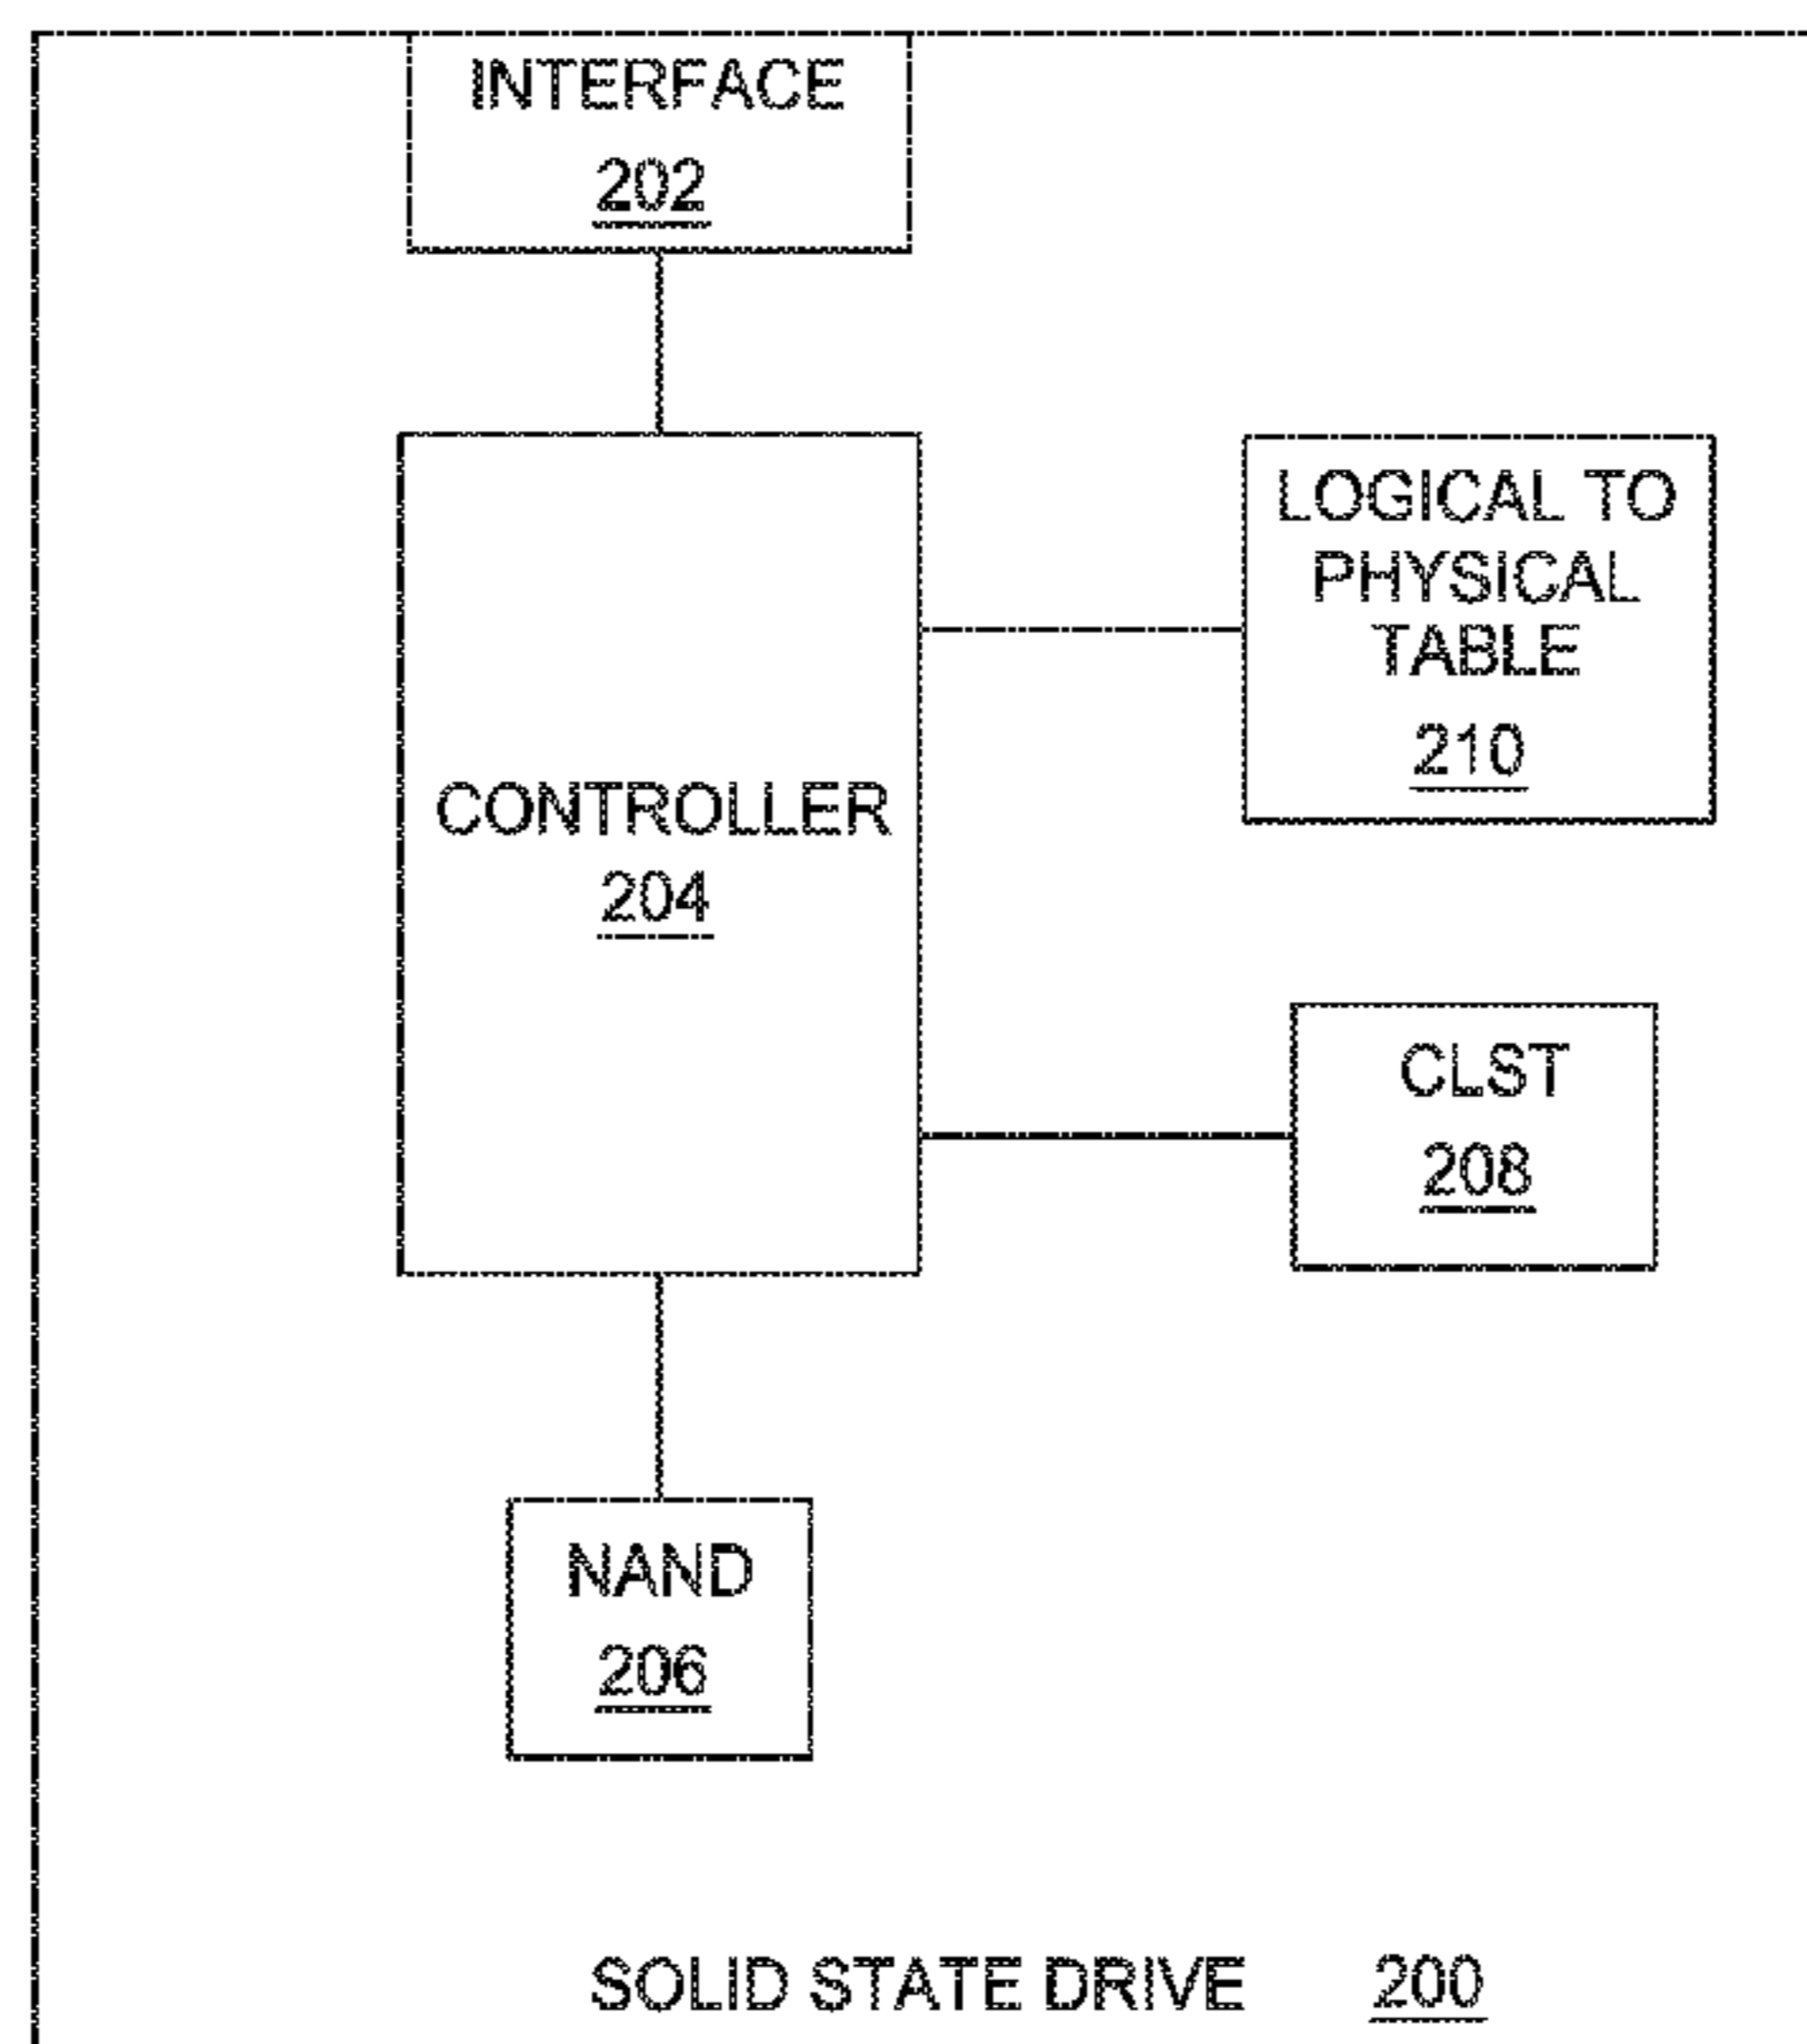 INTERFACE
202
LOGICAL TO
PHYSICAL
TABLE
210
CONTROLLER
204
CLST
208
NAND
206
SOLID STATE DRIVE 200